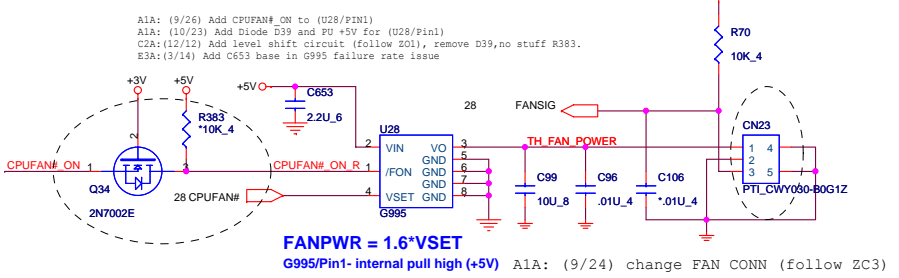 A1A: (9/26) Add CPUFAN#_ON to (U28/PIN1)
A1A: (10/23) Add Diode D39 and PU +5V for (U28/Pin1)
C2A:(12/12) Add level shift circuit (follow ZO1), remove D39,no stuff R383.
E3A:(3/14) Add C653 base in G995 failure rate issue
R70
10K_4
+3V
+5V
+5V
C653
2.2U_6
28
FANSIG
R383
*10K_4
U28
CN23
2
2
VIN
VO
3
TH_FAN_POWER
GND
5
CPUFAN#_ON
1
3
CPUFAN#_ON_R
1
/FON
GND
6
GND
7
28 CPUFAN#
4
VSET
GND
8
G995
Q34
2N7002E
C99
10U_8
C96
.01U_4
C106
*.01U_4
1
4
2
3
5
PTI_CWY030-B0G1Z
FANPWR = 1.6*VSET
G995/Pin1- internal pull high (+5V)
A1A: (9/24) change FAN CONN (follow ZC3)